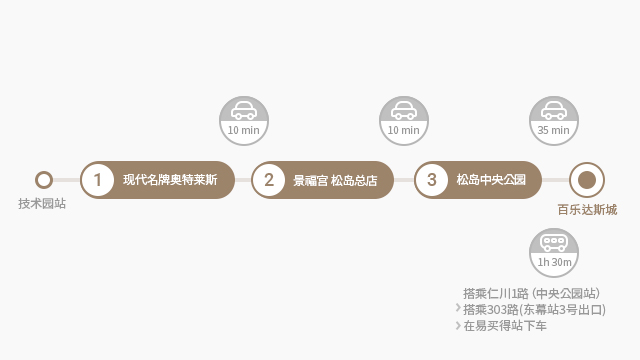 10 min
10 min
35 min
1 现代名牌奥特莱斯
2 景福宫 松岛总店
3 松岛中央公园
技术园站
百乐达斯城
1h 30m
搭乘仁川1路（中央公园站）
搭乘303路(东幕站3号出口)
在易买得站下车